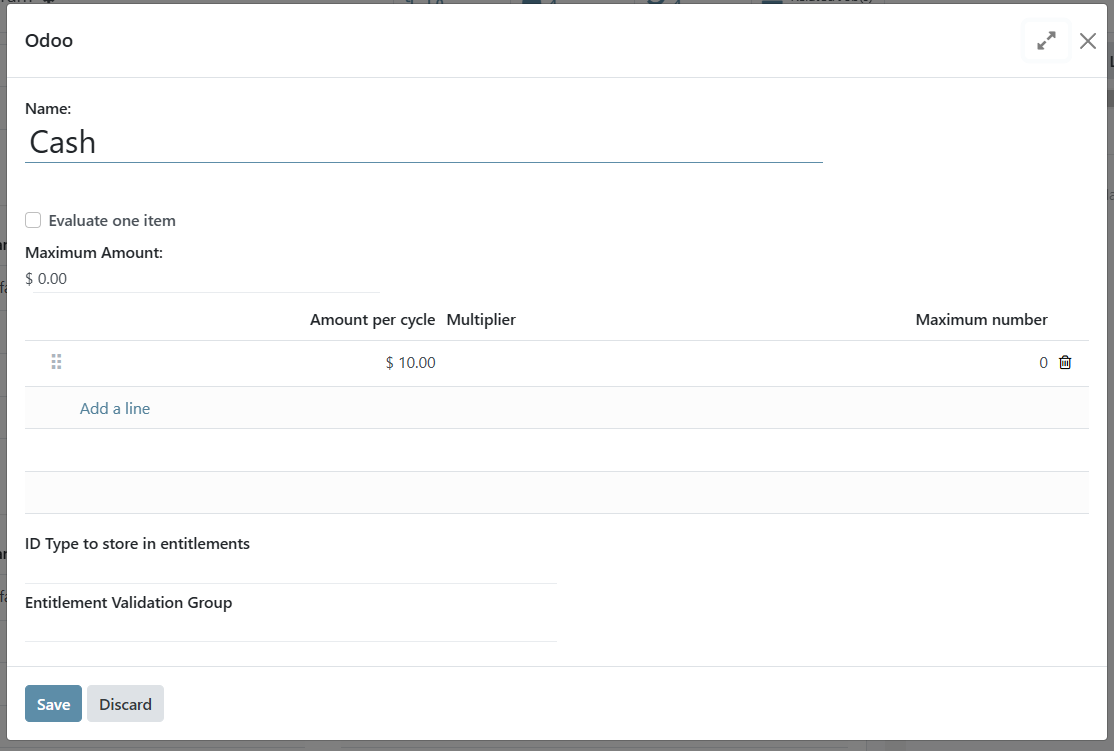 Odoo
Name:
Cash
Evaluate one item
Maximum Amount:
$ 0.00
Amount per cycle Multiplier Maximum number
$ 10.00 0
Add a line
ID Type to store in entitlements
Entitlement Validation Group
Save Discard